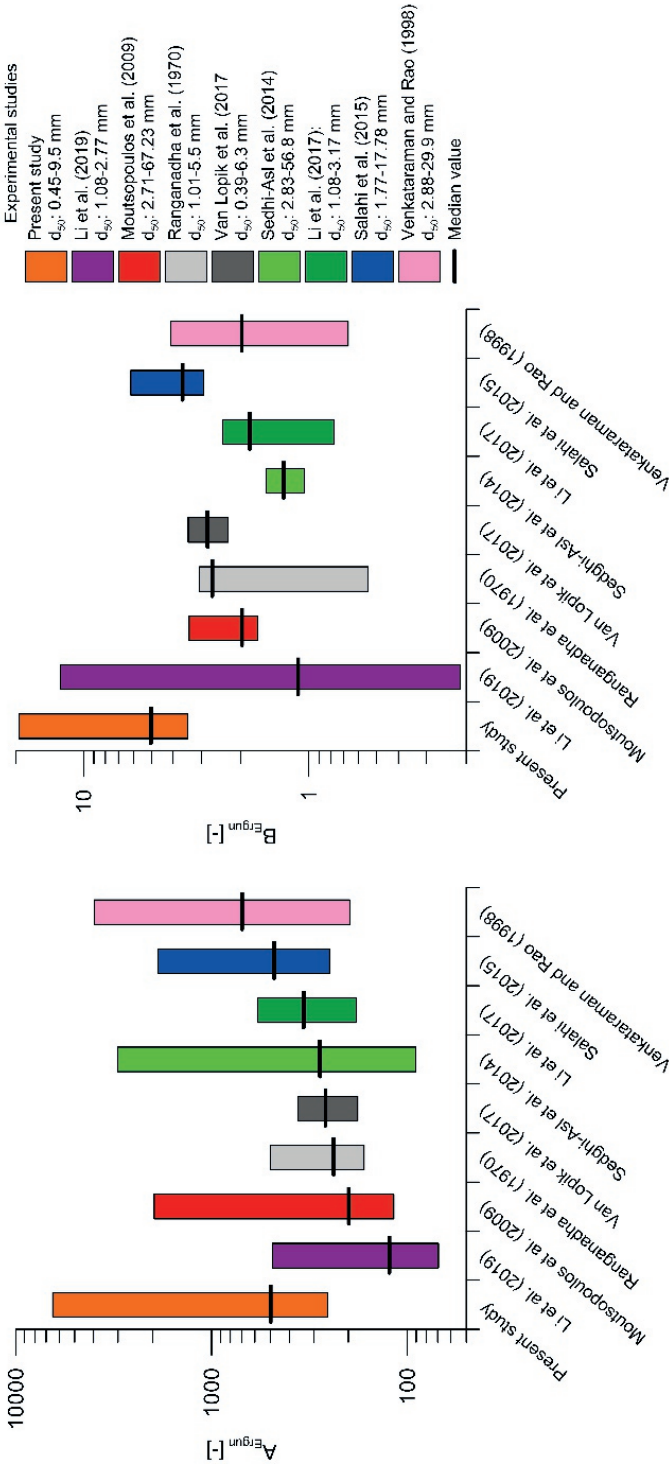 10000
1000
100
A Ergun [-]
Present study
Li et al. (2019)
Moutsopoulos et al. (2009)
Ranganadha et al. (1970)
Van Lopik et al. (2017)
Sedghi-Asl et al. (2014)
Li et al. (2017)
Salahi et al. (2015)
Venkataraman and Rao (1998)
10
1
B Ergun [-]
Present study
Li et al. (2019)
Moutsopoulos et al. (2009)
Ranganadha et al. (1970)
Van Lopik et al. (2017)
Sedghi-Asl et al. (2014)
Li et al. (2017)
Salahi et al. (2015)
Venkataraman and Rao (1998)
Experimental studies
Present study
d50: 0.45-9.5 mm
Li et al. (2019)
d50: 1.08-2.77 mm
Moutsopoulos et al. (2009)
d50: 2.71-67.23 mm
Ranganadha et al. (1970)
d50: 1.01-5.5 mm
Van Lopik et al. (2017
d50: 0.39-6.3 mm
Sedhi-Asl et al. (2014)
d50: 2.83-56.8 mm
Li et al. (2017):
d50: 1.08-3.17 mm
Salahi et al. (2015)
d50: 1.77-17.78 mm
Venkataraman and Rao (1998)
d50: 2.88-29.9 mm
Median value